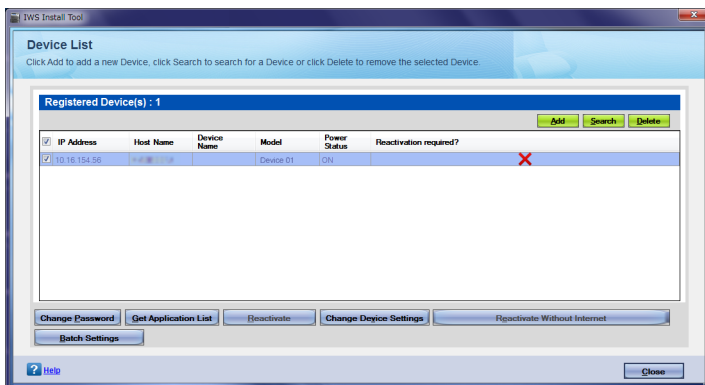 IWS Install Tool
Device List
Click Add to add a new Device, click Search to search for a Device or click Delete to remove the selected Device.
Registered Device(s) : 1
Add Search Delete
IP Address Host Name Device Name Model Power Status Reactivation required?
10.16.154.56 Device 01 ON
Change Password Get Application List Reactivate Change Device Settings Reactivate Without Internet
Batch Settings
? Help Close